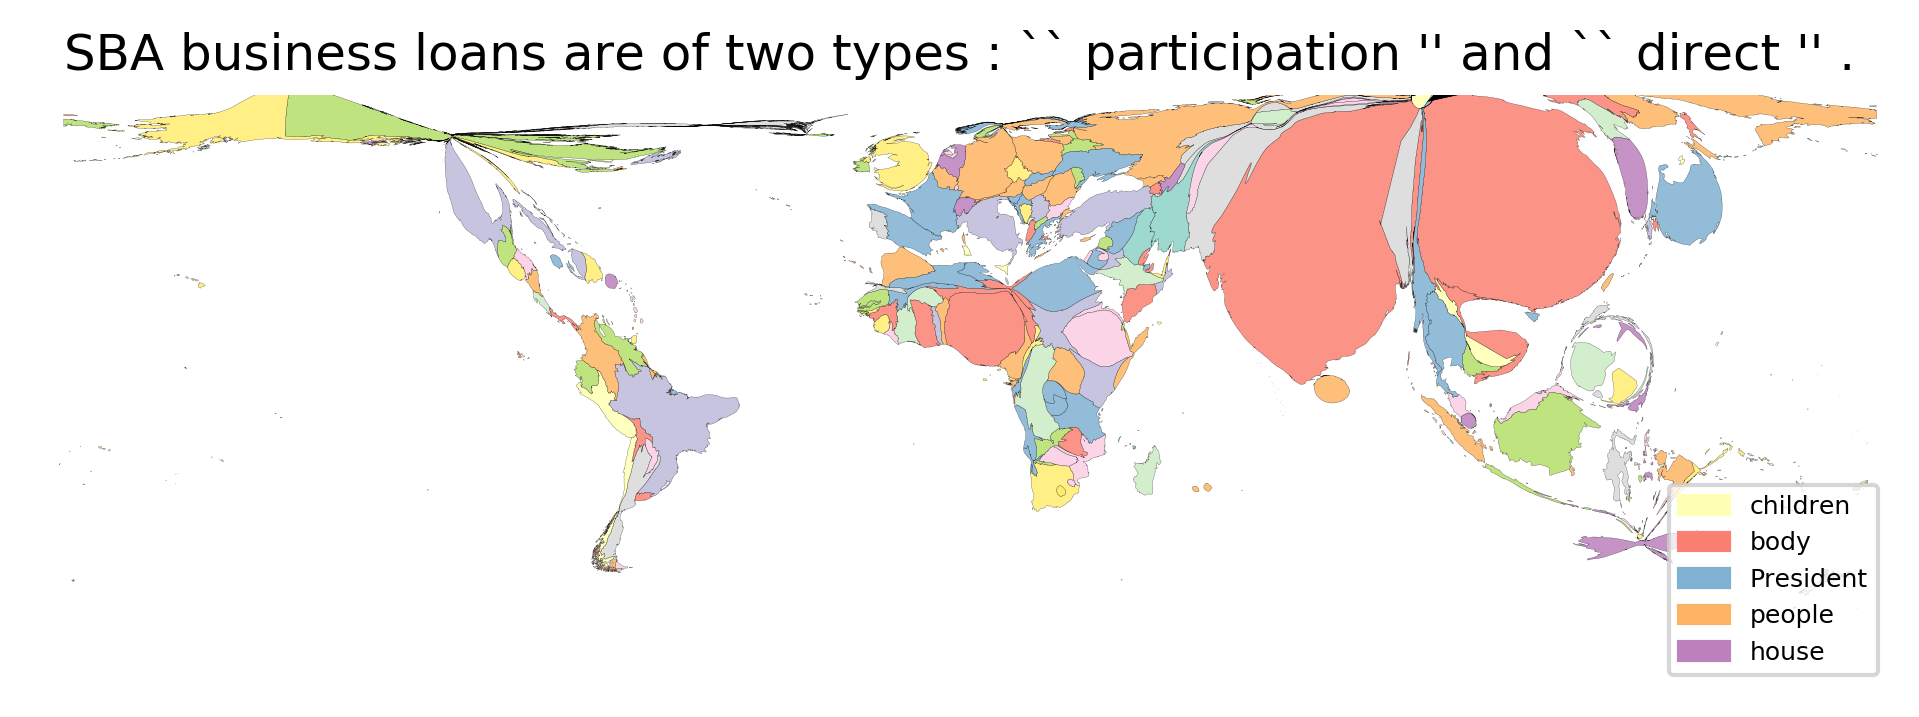 SBA business loans are of two types : `` participation '' and `` direct '' .
children
body
President
people
house